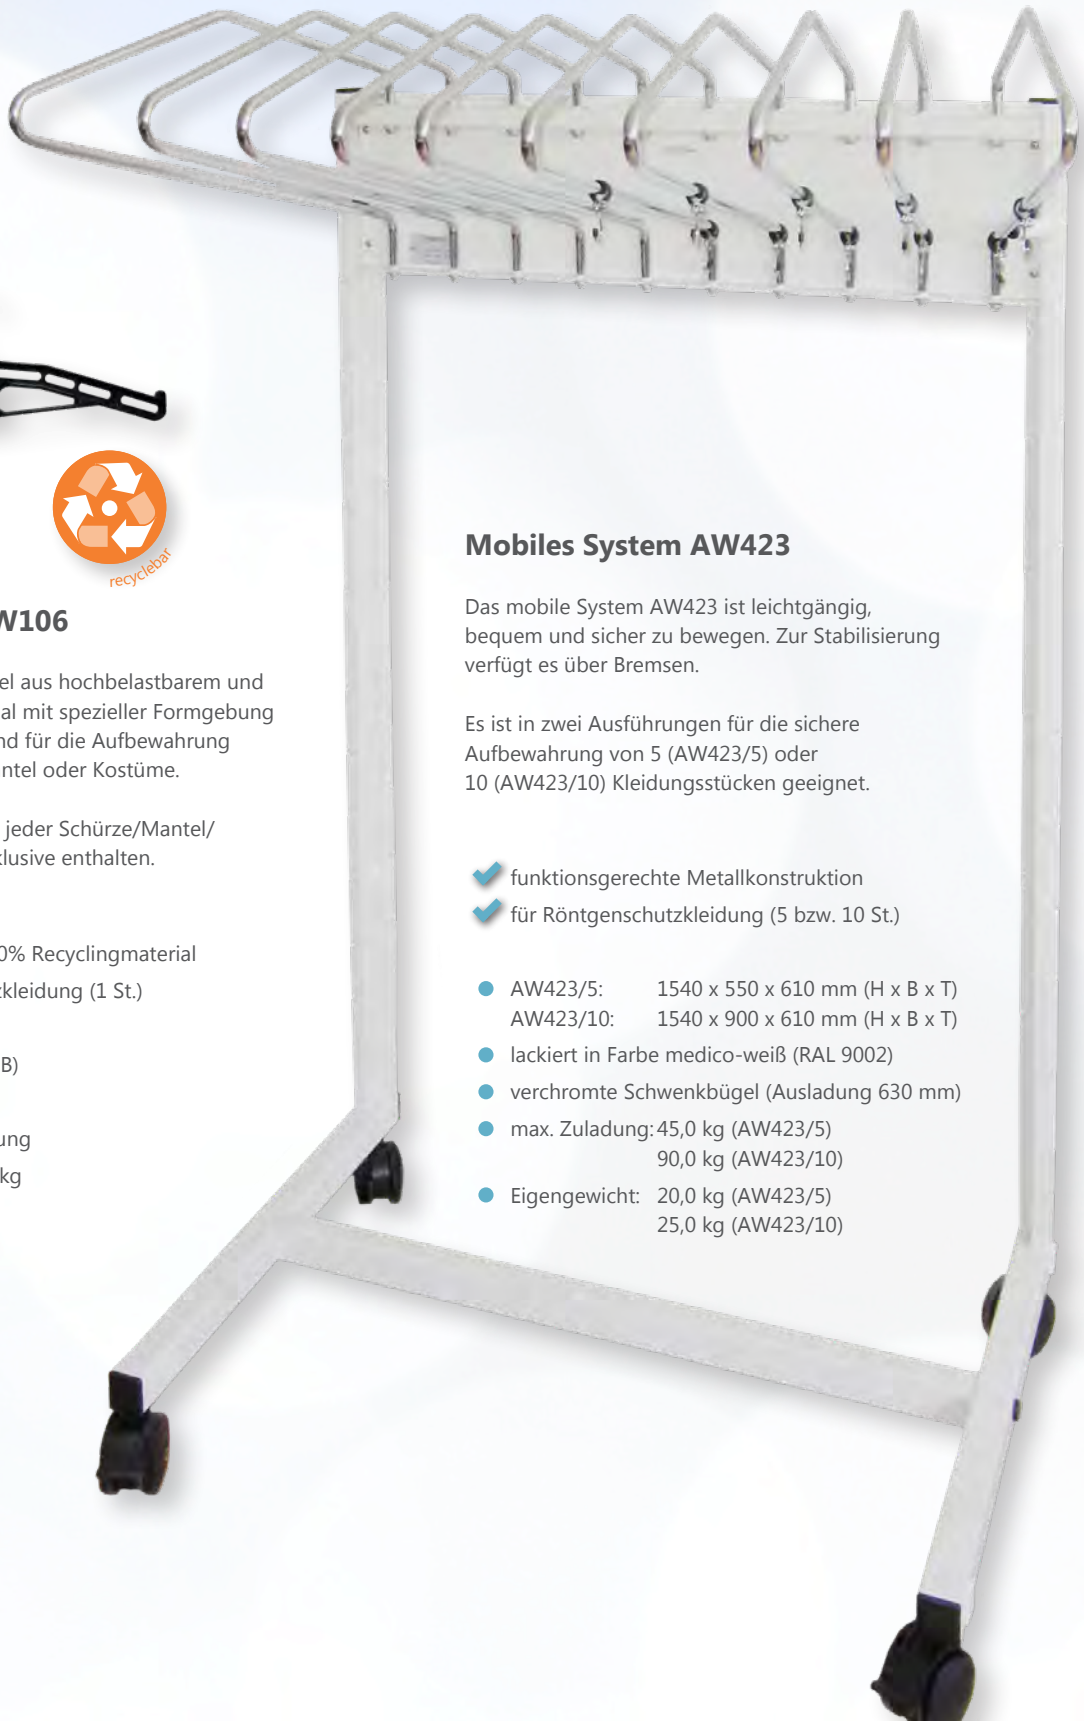 recyclebar
W106
el aus hochbelastbarem und
al mit spezieller Formgebung
nd für die Aufbewahrung
ntel oder Kostüme.
jeder Schürze/Mantel/
klusive enthalten.
0% Recyclingmaterial
kleidung (1 St.)
B)
ung
kg
Mobiles System AW423
Das mobile System AW423 ist leichtgängig,
bequem und sicher zu bewegen. Zur Stabilisierung
verfügt es über Bremsen.
Es ist in zwei Ausführungen für die sichere
Aufbewahrung von 5 (AW423/5) oder
10 (AW423/10) Kleidungsstücken geeignet.
funktionsgerechte Metallkonstruktion
für Röntgenschutzkleidung (5 bzw. 10 St.)
AW423/5: 1540 x 550 x 610 mm (H x B x T)
AW423/10: 1540 x 900 x 610 mm (H x B x T)
lackiert in Farbe medico-weiß (RAL 9002)
verchromte Schwenkbügel (Ausladung 630 mm)
max. Zuladung: 45,0 kg (AW423/5)
90,0 kg (AW423/10)
Eigengewicht: 20,0 kg (AW423/5)
25,0 kg (AW423/10)